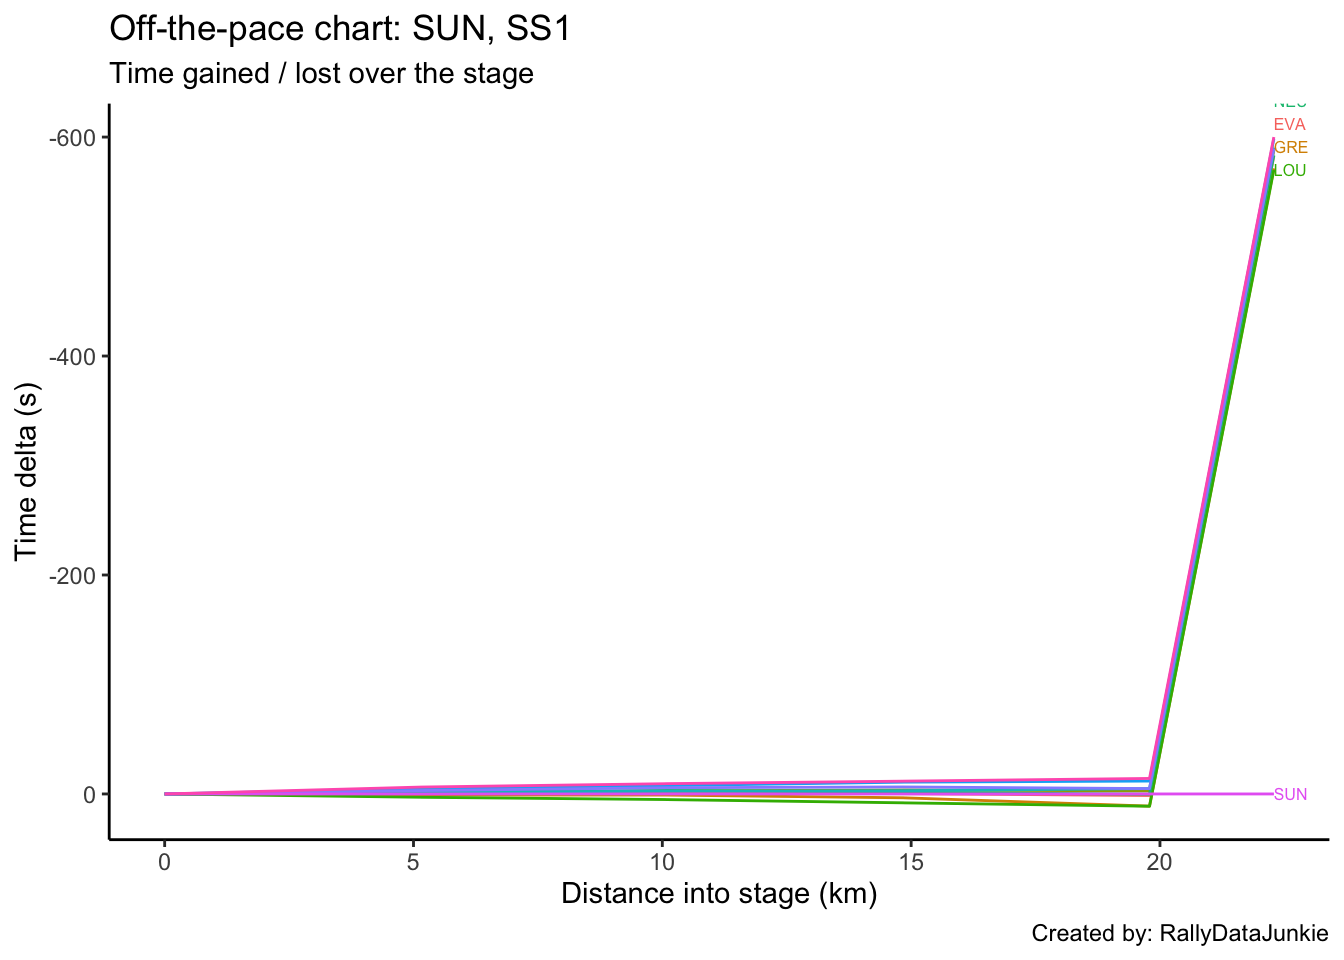 Off-the-pace chart: SUN, SS1
Time gained / lost over the stage
-600
-400
-200
0
Time delta (s)
EVA
GRE
LOU
SUN
0 5 10 15 20
Distance into stage (km)
Created by: RallyDataJunkie